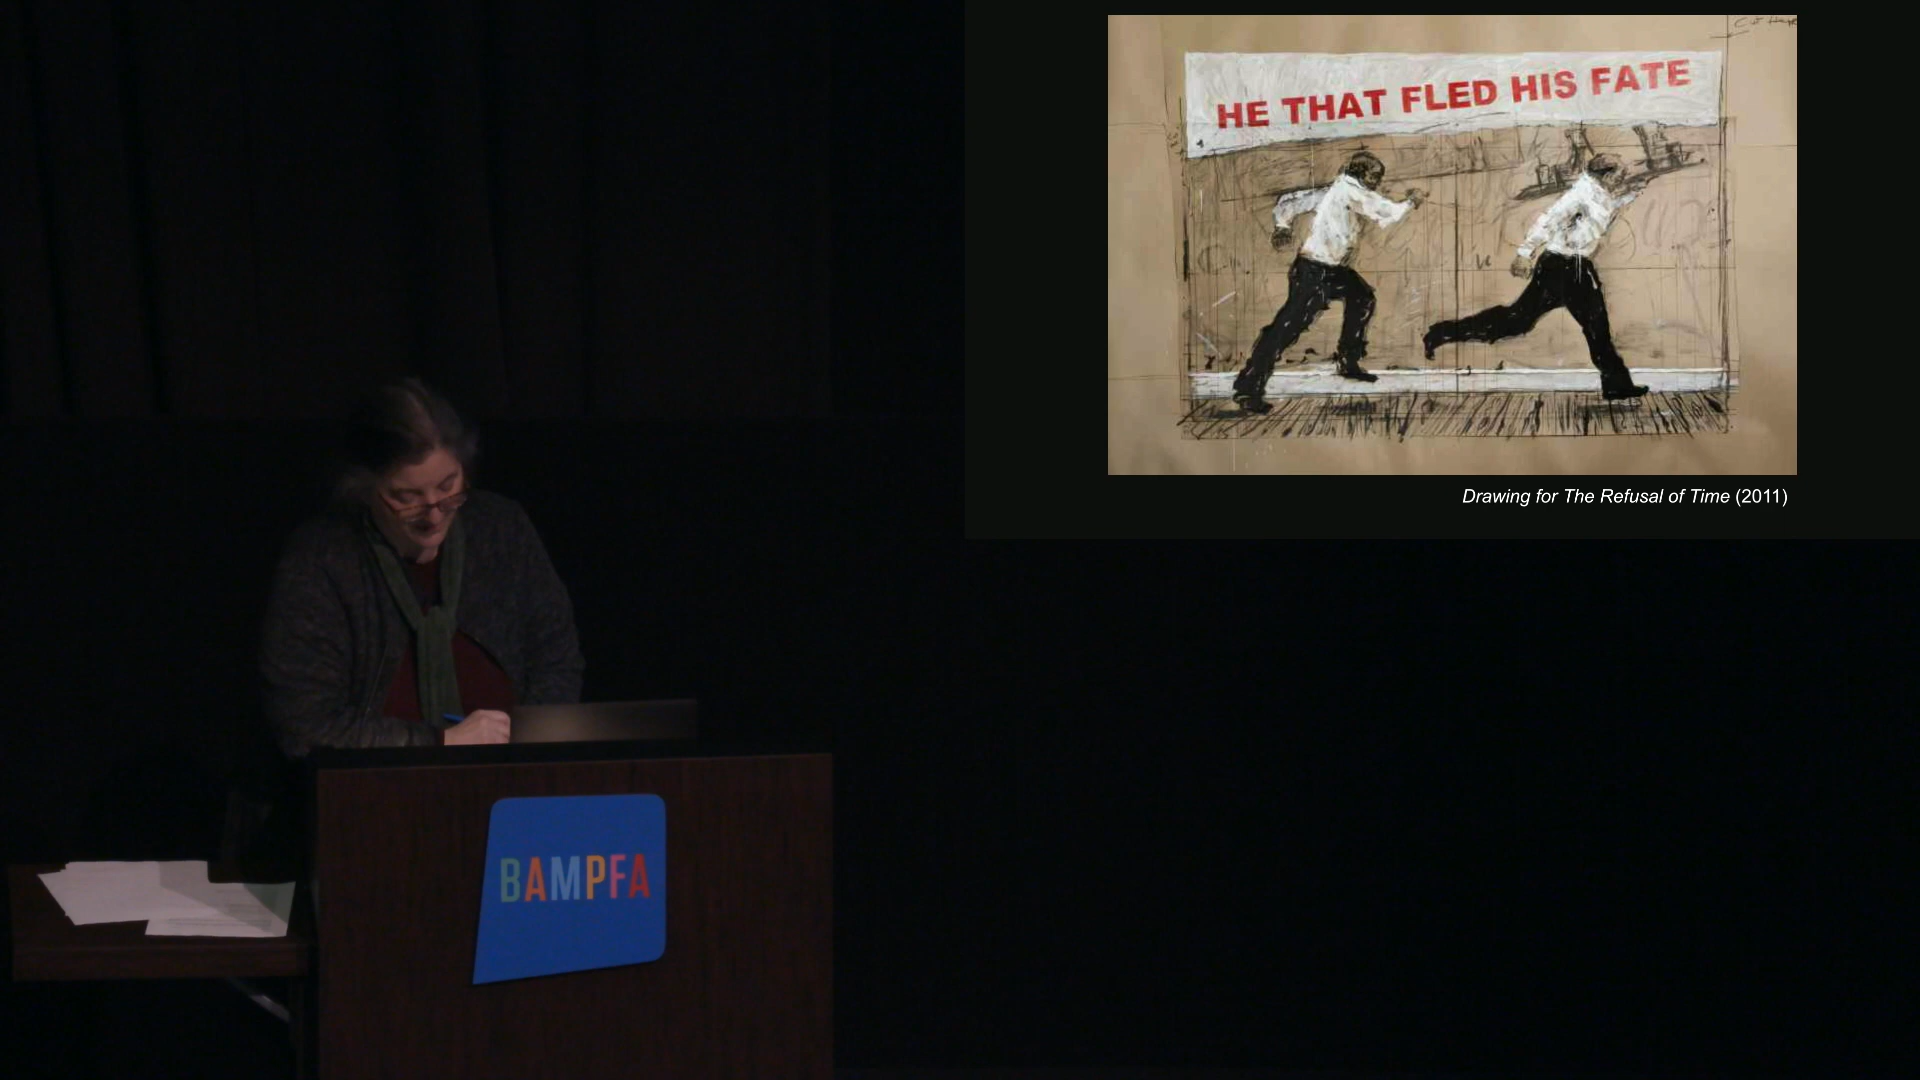 HE THAT FLED HIS FATE
Drawing for The Refusal of Time (2011)
BAMPFA